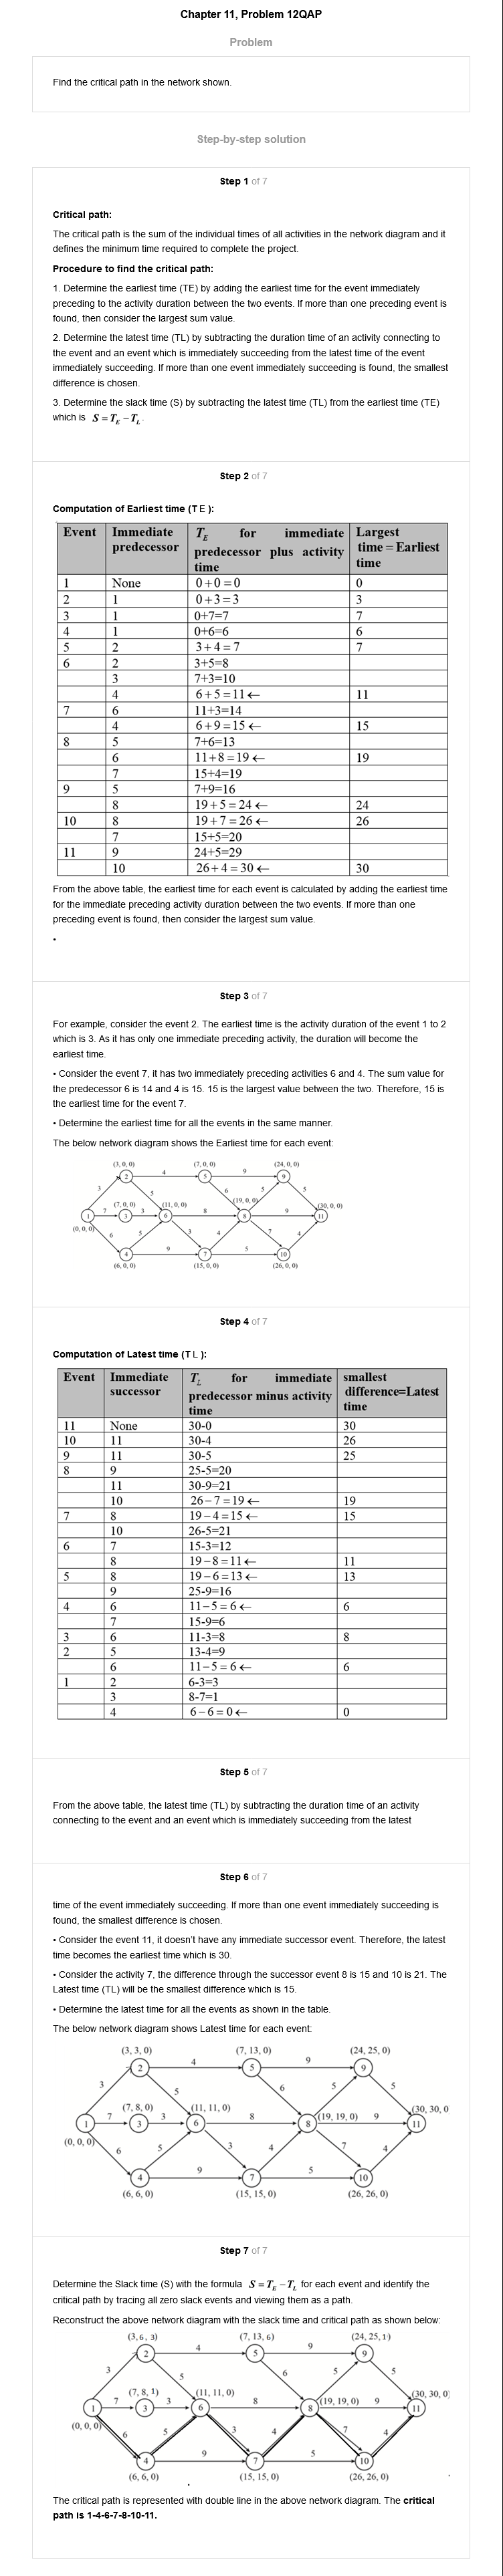 Chapter 11, Problem 12QAP
Problem
Find the critical path in the network shown.
Step-by-step solution
Step 1 of 7
Critical path:
The critical path is the sum of the individual times of all activities in the network diagram and it
defines the minimum time required to complete the project.
Procedure to find the critical path:
1. Determine the earliest time (TE) by adding the earliest time for the event immediately
preceding to the activity duration between the two events. If more than one preceding event is
found, then consider the largest sum value.
2. Determine the latest time (TL) by subtracting the duration time of an activity connecting to
the event and an event which is immediately succeeding from the latest time of the event
immediately succeeding. If more than one event immediately succeeding is found, the smallest
difference is chosen.
3. Determine the slack time (S) by subtracting the latest time (TL) from the earliest time (TE)
which is S = T_E − T_L .
Step 2 of 7
Computation of Earliest time (T E ):
Event Immediate predecessor T_E for immediate predecessor plus activity time Largest time = Earliest time
1 None 0+0=0 0
2 1 0+3=3 3
3 1 0+7=7 7
4 1 0+6=6 6
5 2 3+4=7 7
6 2 3+5=8
3 7+3=10
4 6+5=11← 11
7 6 11+3=14
4 6+9=15← 15
8 5 7+6=13
6 11+8=19← 19
7 15+4=19
9 5 7+9=16
8 19+5=24← 24
10 8 19+7=26← 26
7 15+5=20
11 9 24+5=29
10 26+4=30← 30
From the above table, the earliest time for each event is calculated by adding the earliest time
for the immediate preceding activity duration between the two events. If more than one
preceding event is found, then consider the largest sum value.
•
Step 3 of 7
For example, consider the event 2. The earliest time is the activity duration of the event 1 to 2
which is 3. As it has only one immediate preceding activity, the duration will become the
earliest time.
• Consider the event 7, it has two immediately preceding activities 6 and 4. The sum value for
the predecessor 6 is 14 and 4 is 15. 15 is the largest value between the two. Therefore, 15 is
the earliest time for the event 7.
• Determine the earliest time for all the events in the same manner.
The below network diagram shows the Earliest time for each event:
(3, 0, 0) (7, 0, 0) (24, 0, 0)
2 4 5 9 9
3 5 6 5 5
(7, 0, 0) (11, 0, 0) (19, 0, 0) (30, 0, 0)
1 7 3 3 6 8 8 9 11
(0, 0, 0)
6 5 3 4 7 4
4 9 7 5 10
(6, 0, 0) (15, 0, 0) (26, 0, 0)
Step 4 of 7
Computation of Latest time (T L ):
Event Immediate successor T_L for immediate predecessor minus activity time smallest difference=Latest time
11 None 30-0 30
10 11 30-4 26
9 11 30-5 25
8 9 25-5=20
11 30-9=21
10 26−7=19← 19
7 8 19−4=15← 15
10 26-5=21
6 7 15-3=12
8 19−8=11← 11
5 8 19−6=13← 13
9 25-9=16
4 6 11−5=6← 6
7 15-9=6
3 6 11-3=8 8
2 5 13-4=9
6 11−5=6← 6
1 2 6-3=3
3 8-7=1
4 6−6=0← 0
Step 5 of 7
From the above table, the latest time (TL) by subtracting the duration time of an activity
connecting to the event and an event which is immediately succeeding from the latest
Step 6 of 7
time of the event immediately succeeding. If more than one event immediately succeeding is
found, the smallest difference is chosen.
• Consider the event 11, it doesn't have any immediate successor event. Therefore, the latest
time becomes the earliest time which is 30.
• Consider the activity 7, the difference through the successor event 8 is 15 and 10 is 21. The
Latest time (TL) will be the smallest difference which is 15.
• Determine the latest time for all the events as shown in the table.
The below network diagram shows Latest time for each event:
(3, 3, 0) (7, 13, 0) (24, 25, 0)
2 4 5 9 9
3 5 6 5 5
(7, 8, 0) (11, 11, 0) (19, 19, 0) (30, 30, 0
1 7 3 3 6 8 8 9 11
(0, 0, 0)
6 5 3 4 7 4
4 9 7 5 10
(6, 6, 0) (15, 15, 0) (26, 26, 0)
Step 7 of 7
Determine the Slack time (S) with the formula S = T_E − T_L for each event and identify the
critical path by tracing all zero slack events and viewing them as a path.
Reconstruct the above network diagram with the slack time and critical path as shown below:
(3,6, 3) (7, 13, 6) (24, 25, 1)
2 4 5 9 9
3 5 6 5 5
(7, 8, 1) (11, 11, 0) (19, 19, 0) (30, 30, 0)
1 7 3 3 6 8 8 9 11
(0, 0, 0)
6 5 3 4 7 4
4 9 7 5 10
(6, 6, 0) (15, 15, 0) (26, 26, 0)
The critical path is represented with double line in the above network diagram. The critical
path is 1-4-6-7-8-10-11.